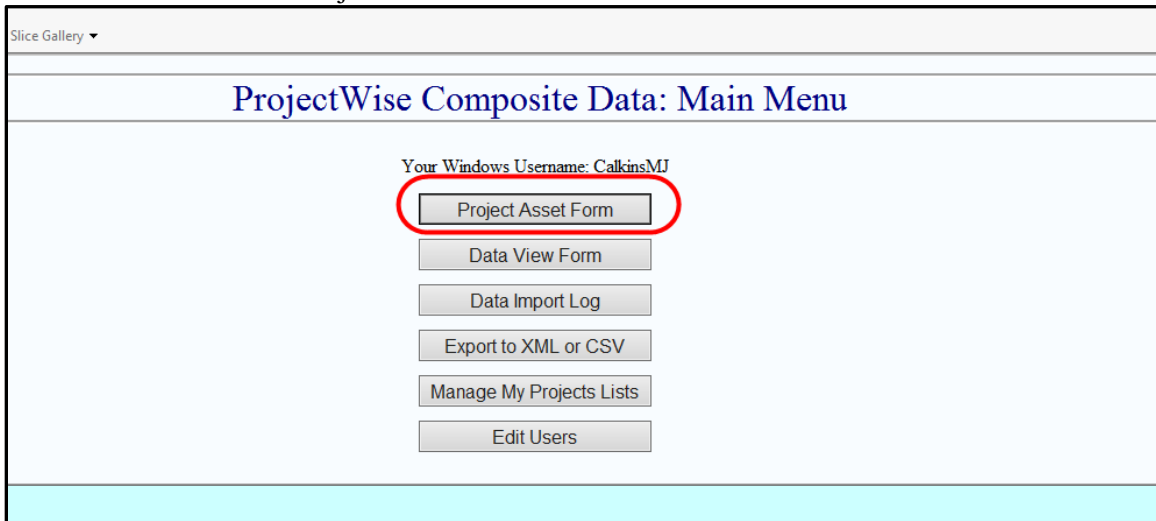 Slice Gallery
ProjectWise Composite Data: Main Menu
Your Windows Username: CalkinsMJ
Project Asset Form
Data View Form
Data Import Log
Export to XML or CSV
Manage My Projects Lists
Edit Users